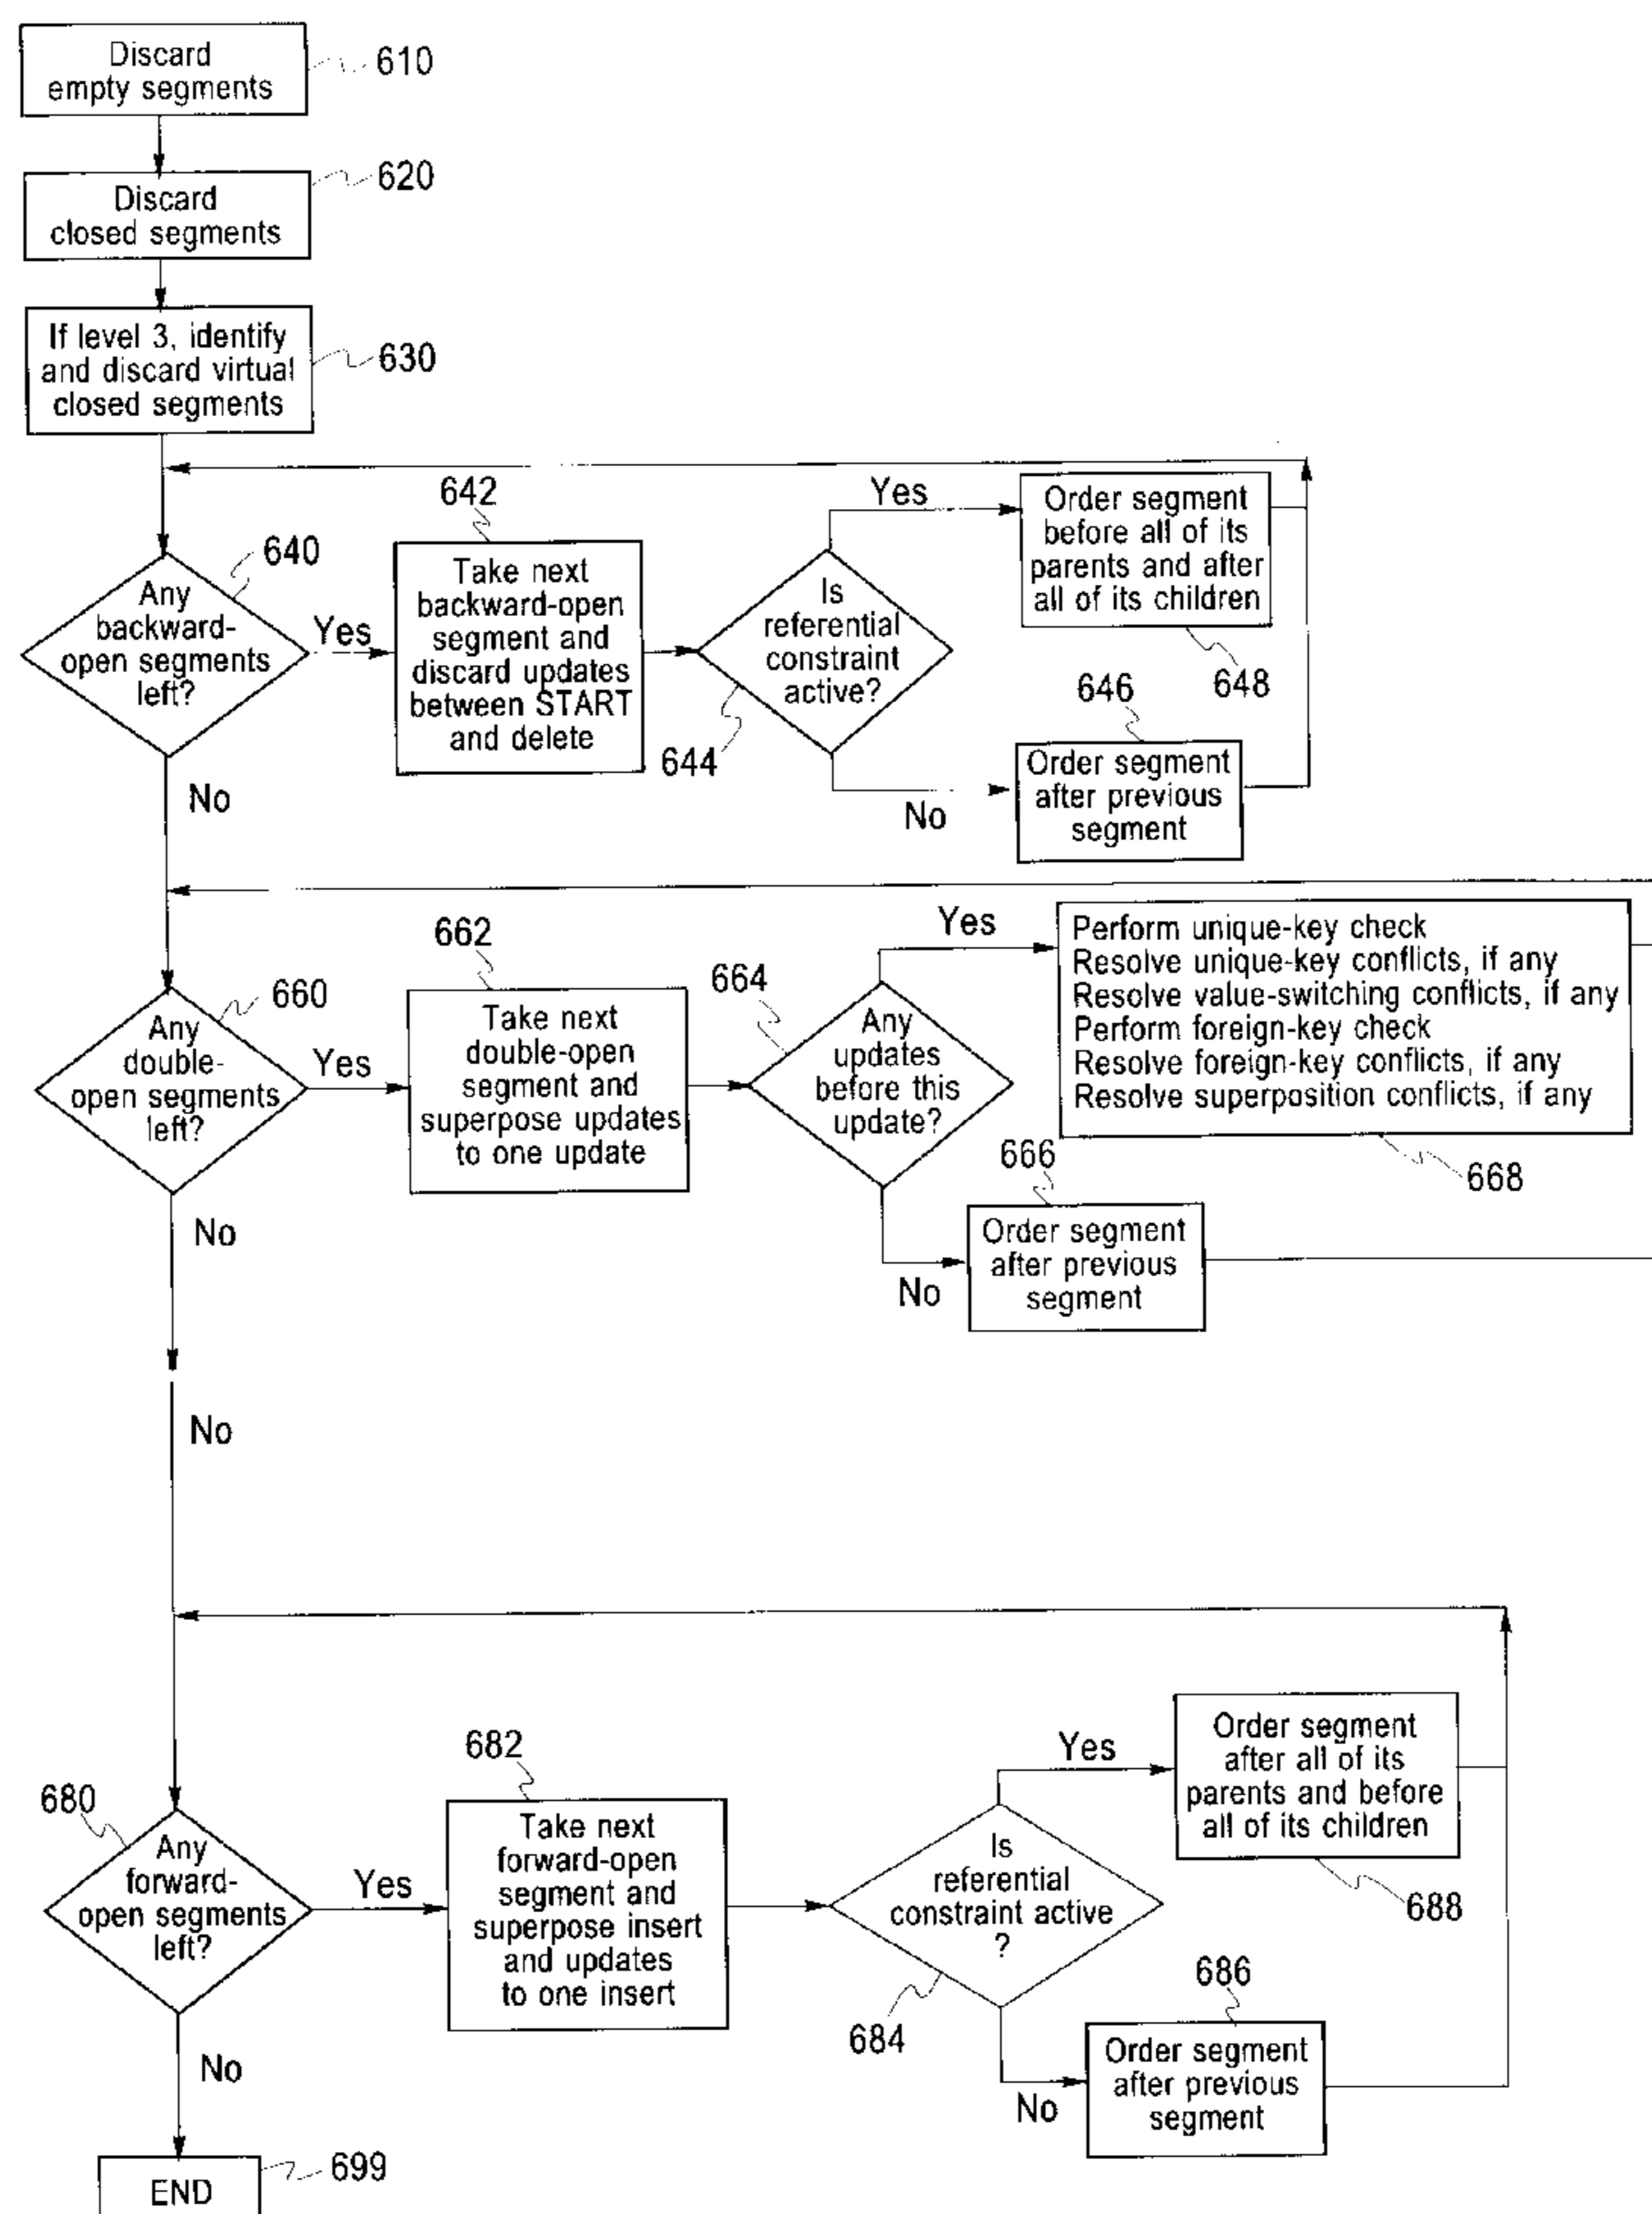 Discard
empty segments
610
Discard
closed segments
620
If level 3, identify
and discard virtual
closed segments
630
640
Any
backward-
open segments
left?
Yes
No
642
Take next
backward-open
segment and
discard updates
between START
and delete
Is
referential
constraint
active?
644
Yes
Order segment
before all of its
parents and after
all of its children
648
No
646
Order segment
after previous
segment
660
Any
double-
open segments
left?
Yes
No
662
Take next
double-open
segment and
superpose updates
to one update
664
Any
updates
before this
update?
Yes
Perform unique-key check
Resolve unique-key conflicts, if any
Resolve value-switching conflicts, if any
Perform foreign-key check
Resolve foreign-key conflicts, if any
Resolve superposition conflicts, if any
668
No
666
Order segment
after previous
segment
No
680
Any
forward-
open segments
left?
Yes
No
682
Take next
forward-open
segment and
superpose insert
and updates
to one insert
Is
referential
constraint active
?
684
Yes
Order segment
after all of its
parents and before
all of its children
688
No
686
Order segment
after previous
segment
END
699